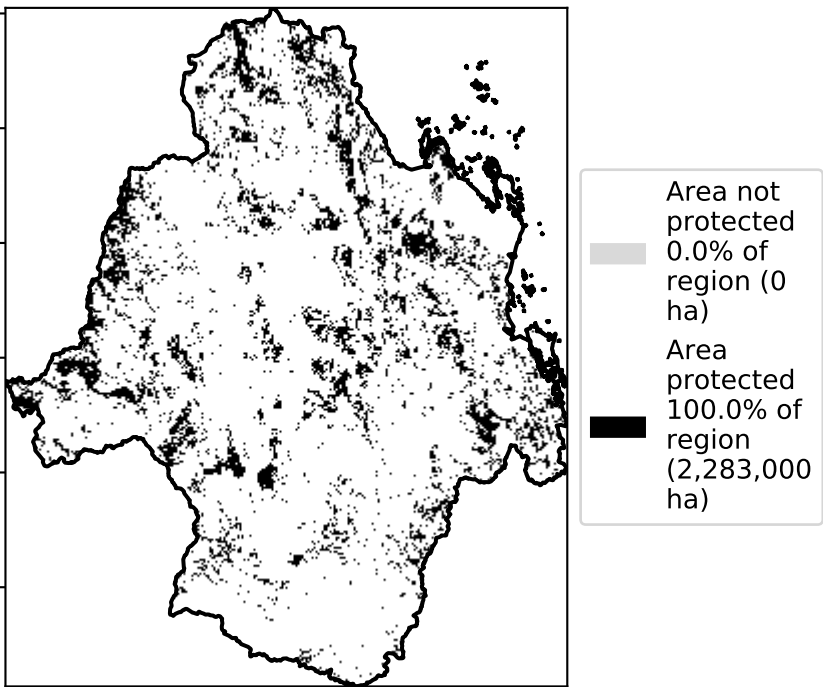 Area not
protected
0.0% of
region (0
ha)
Area
protected
100.0% of
region
(2,283,000
ha)